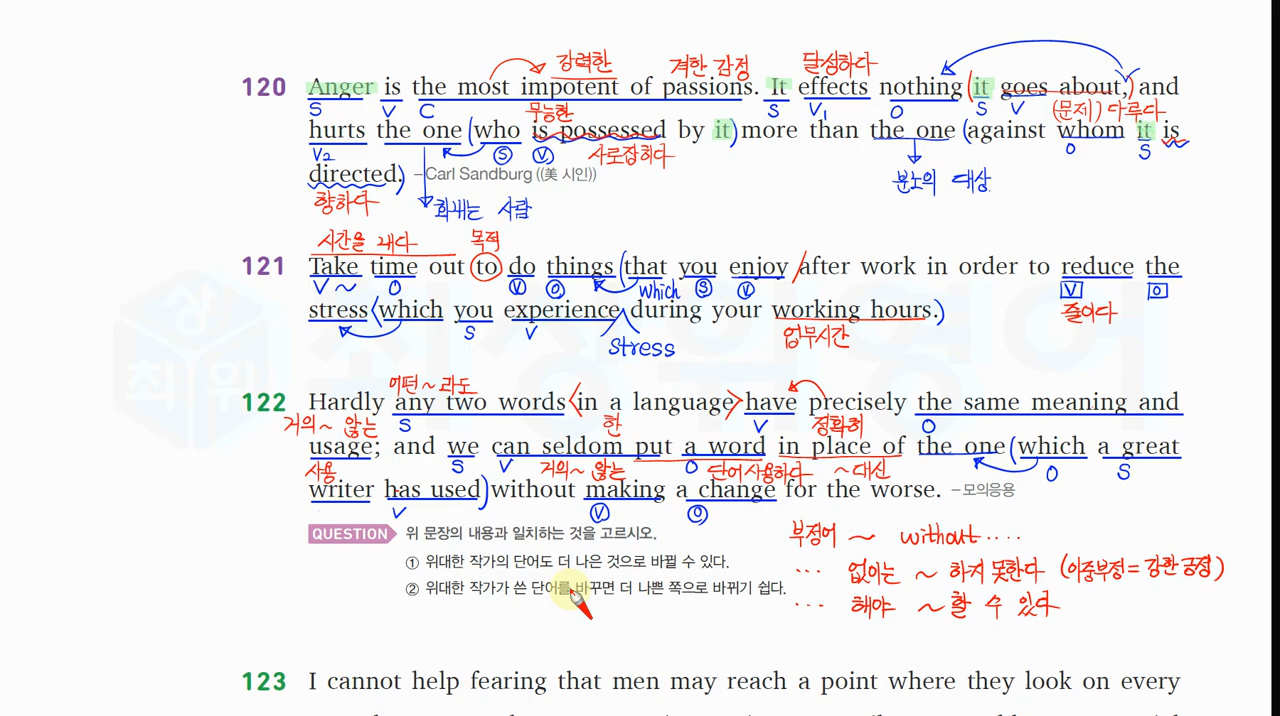 강력한 격한 감정 달성하다
120 Anger is the most impotent of passions. It effects nothing (it goes about,) and
S V C 무능한 S V₁ O S V (문제) 다루다
hurts the one (who is possessed by it) more than the one (against whom it is
V₂ S V 사로잡히다 O S
directed.) – Carl Sandburg ((美 시인)) 분노의 대상
향하다 화내는 사람
시간을 내다 목적
121 Take time out to do things (that you enjoy / after work in order to reduce the
V ~ O V O which S V V O
stress (which you experience during your working hours.) 줄이다
S V stress 업무시간
어떤 ~ 라도
122 Hardly any two words <in a language> have precisely the same meaning and
거의 ~ 않는 S 한 V 정확히 O
usage; and we can seldom put a word in place of the one (which a great
사용 S V 거의 ~ 않는 O 단어 사용하다 ~ 대신 O S
writer has used) without making a change for the worse. – 모의응용
V V O
QUESTION 위 문장의 내용과 일치하는 것을 고르시오. 부정어 ~ without ....
① 위대한 작가의 단어도 더 나은 것으로 바뀔 수 있다. ... 없이는 ~ 하지 못한다 (이중부정 = 강한 긍정)
② 위대한 작가가 쓴 단어를 바꾸면 더 나쁜 쪽으로 바뀌기 쉽다. ... 해야 ~ 할 수 있다
123 I cannot help fearing that men may reach a point where they look on every